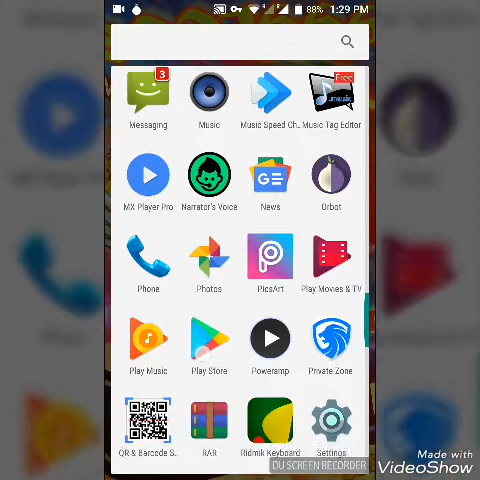 88% 1:29 PM
3
Free
music
Messaging Music Music Speed Ch.. Music Tag Editor
GE
MX Player Pro Narrator's Voice News Orbot
Phone Photos PicsArt Play Movies & TV
Play Music Play Store Poweramp Private Zone
QR & Barcode S.. RAR Ridmik Keyboard Settings
DU SCREEN RECORDER
Made with
VideoShow